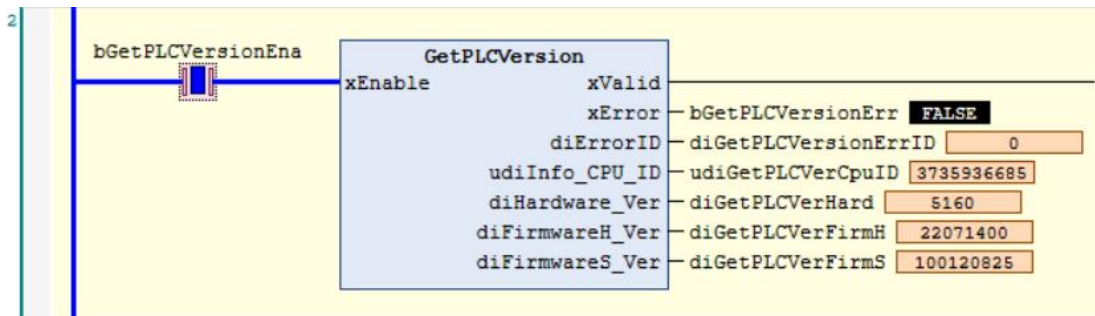 2
bGetPLCVersionEna
GetPLCVersion
xEnable xValid
xError bGetPLCVersionErr FALSE
diErrorID diGetPLCVersionErrID 0
udiInfo_CPU_ID udiGetPLCVerCpuID 3735936685
diHardware_Ver diGetPLCVerHard 5160
diFirmwareH_Ver diGetPLCVerFirmH 22071400
diFirmwareS_Ver diGetPLCVerFirmS 100120825